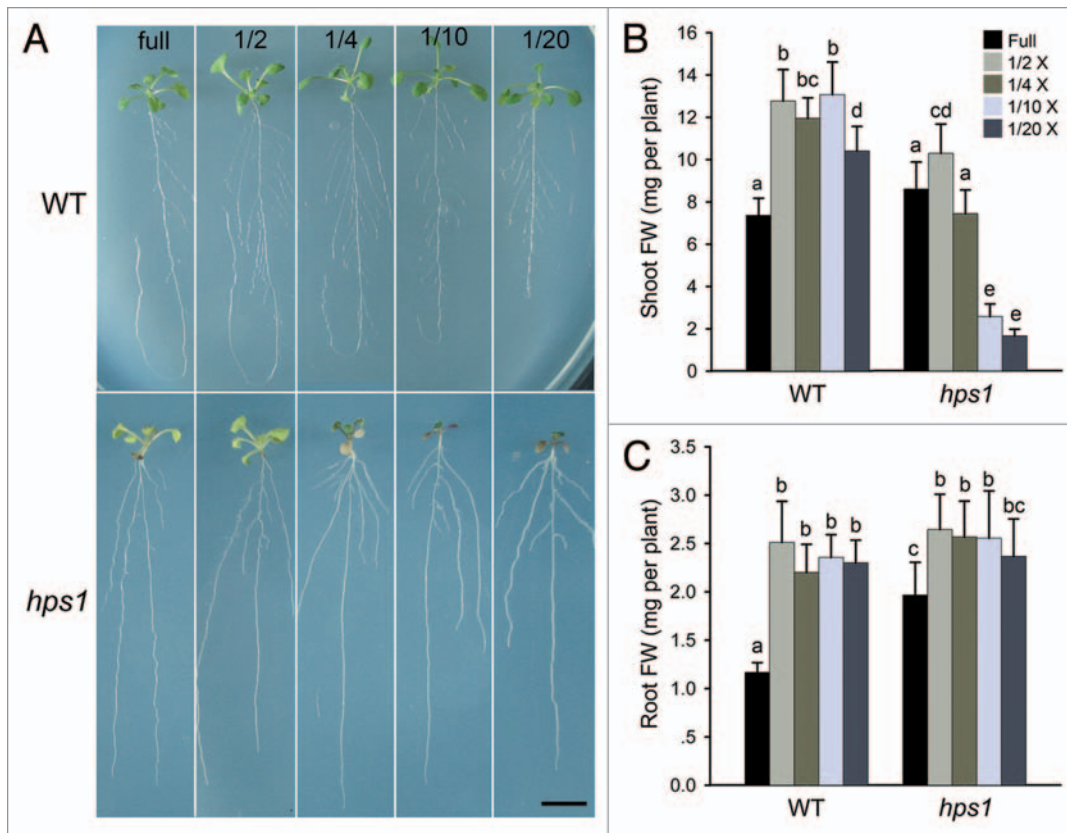 A
full 1/2 1/4 1/10 1/20
WT
hps1
B
Shoot FW (mg per plant)
16
14
12
10
8
6
4
2
0
a b bc b d
a cd a e e
Full
1/2 X
1/4 X
1/10 X
1/20 X
WT hps1
C
Root FW (mg per plant)
3.5
3.0
2.5
2.0
1.5
1.0
.5
0.0
a b b b b
c b b b bc
WT hps1